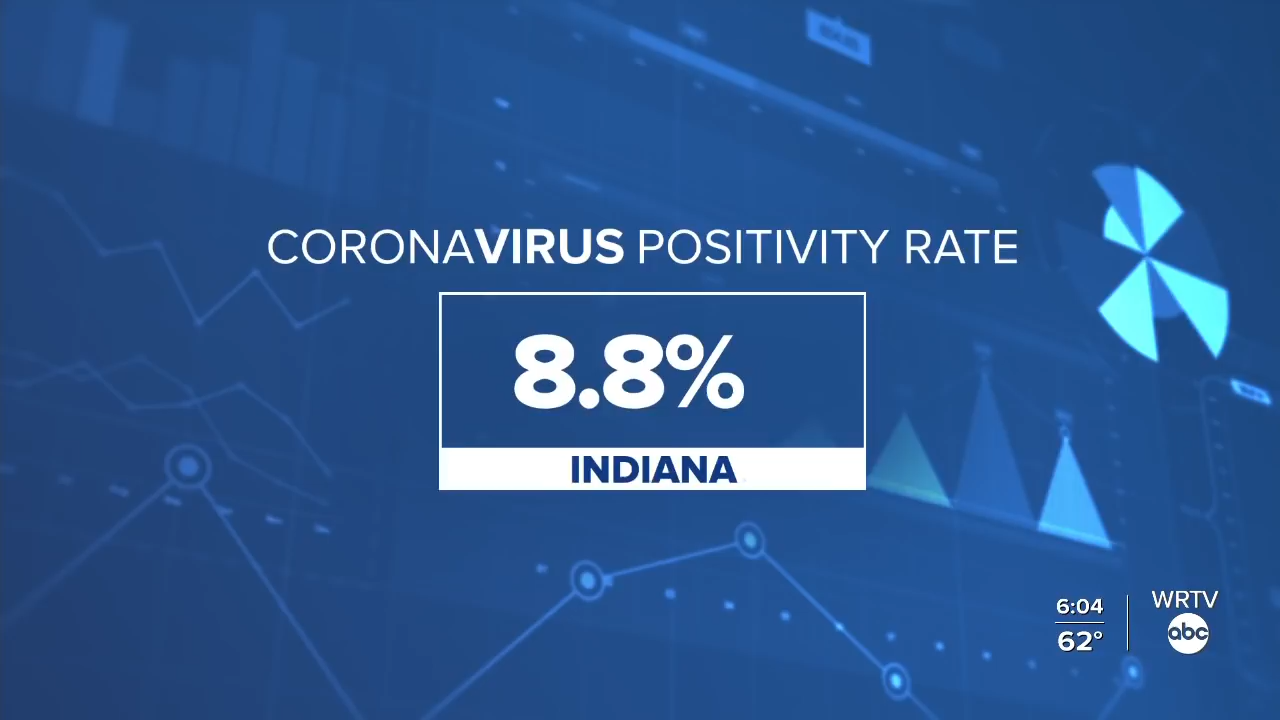 CORONAVIRUS POSITIVITY RATE
8.8%
INDIANA
6:04
62°
WRTV
abc